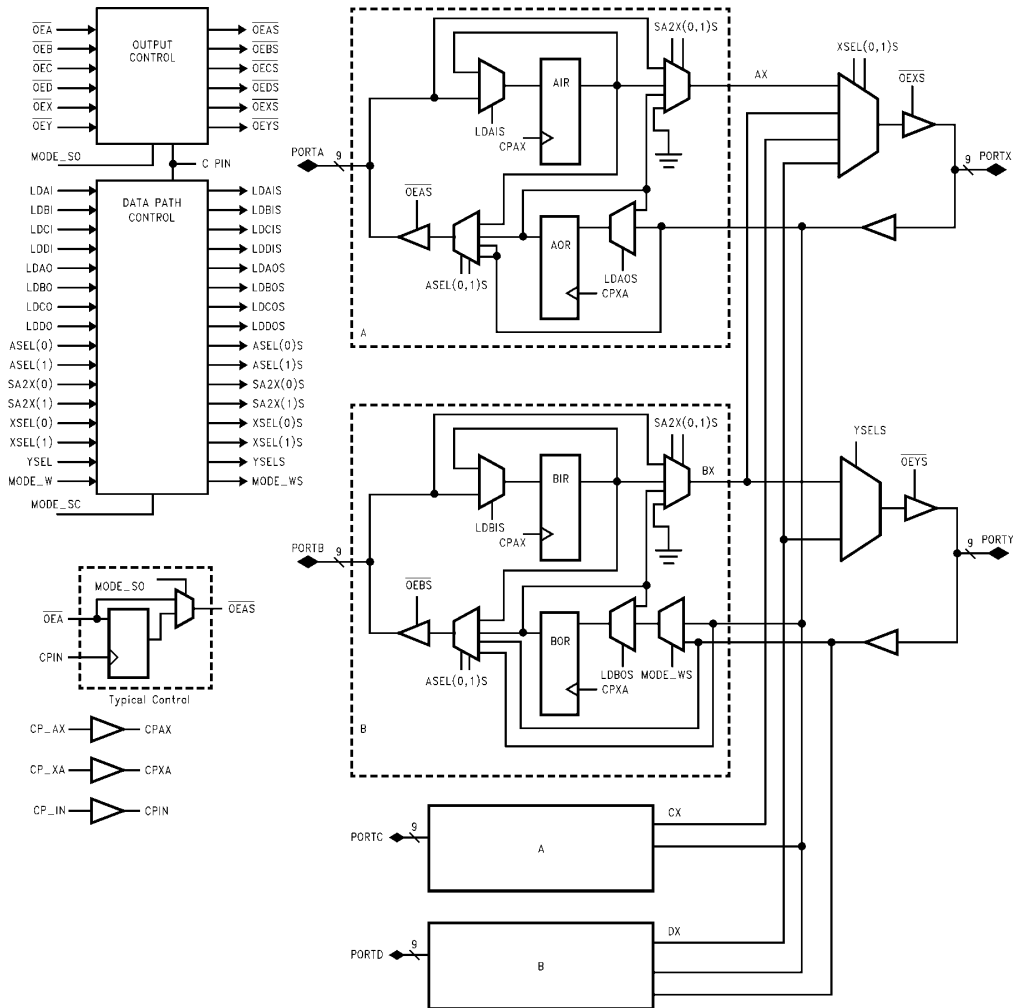 OEA
OEB
OEC
OED
OEX
OEY
MODE_SO
OUTPUT
CONTROL
OEAS
OEBS
OECS
OEDS
OEXS
OEYS
C PIN
LDAI
LDBI
LDCI
LDDI
LDAO
LDBO
LDCO
LDDO
ASEL(0)
ASEL(1)
SA2X(0)
SA2X(1)
XSEL(0)
XSEL(1)
YSEL
MODE_W
MODE_SC
DATA PATH
CONTROL
LDAIS
LDBIS
LDCIS
LDDIS
LDAOS
LDBOS
LDCOS
LDDOS
ASEL(0)S
ASEL(1)S
SA2X(0)S
SA2X(1)S
XSEL(0)S
XSEL(1)S
YSELS
MODE_WS
MODE_SO
OEA
OEAS
CPIN
Typical Control
CP_AX
CPAX
CP_XA
CPXA
CP_IN
CPIN
PORTA
9
SA2X(0,1)S
AIR
LDAIS
CPAX
OEAS
ASEL(0,1)S
AOR
LDAOS
CPXA
A
AX
XSEL(0,1)S
OEXS
9
PORTX
PORTB
9
SA2X(0,1)S
BIR
LDBIS
CPAX
OEBS
ASEL(0,1)S
BOR
LDBOS
MODE_WS
CPXA
B
BX
YSELS
OEYS
9
PORTY
PORTC
9
A
CX
PORTD
9
B
DX